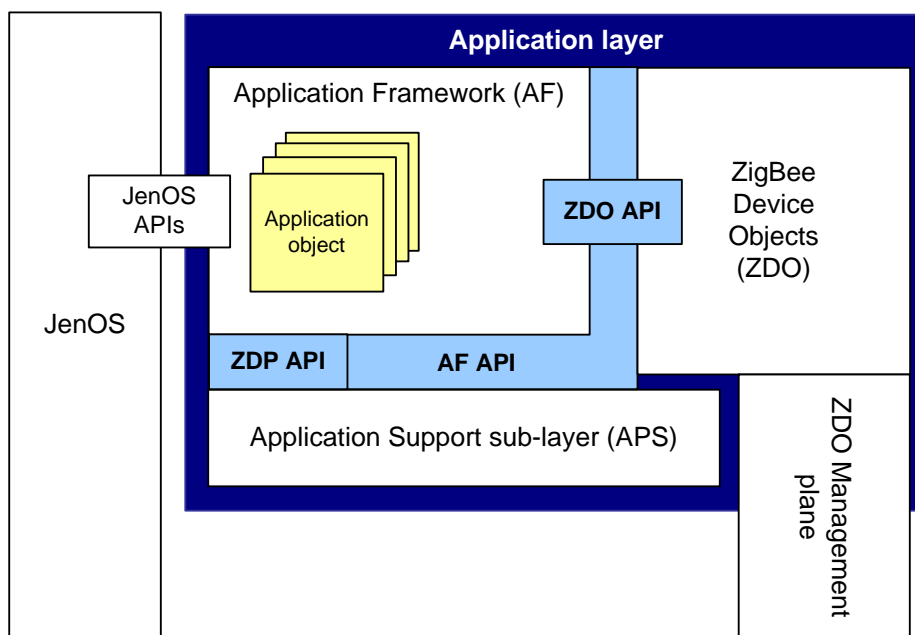 Application layer
Application Framework (AF)
JenOS
APIs
Application
object
ZDO API
ZigBee
Device
Objects
(ZDO)
JenOS
ZDP API
AF API
Application Support sub-layer (APS)
ZDO Management
plane